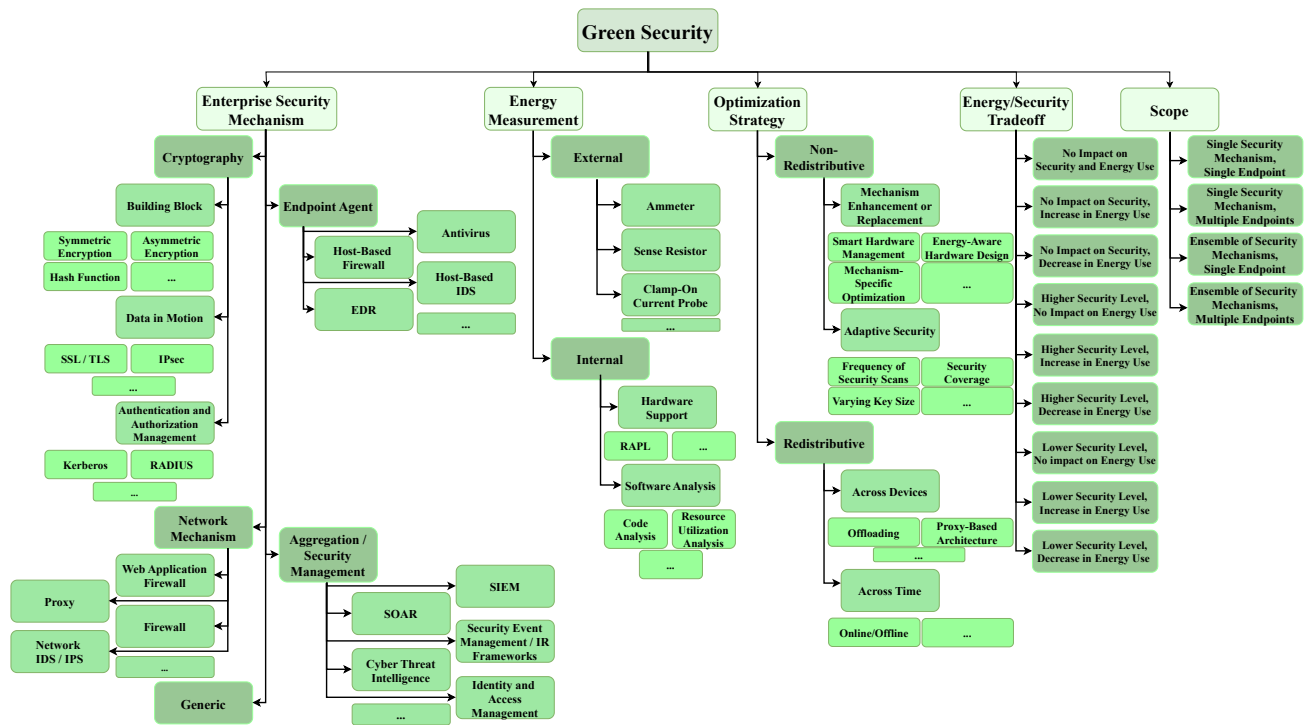 Green Security
Enterprise Security
Mechanism
Cryptography
Building Block
Symmetric
Encryption
Asymmetric
Encryption
Hash Function
...
Data in Motion
SSL / TLS
IPsec
...
Authentication and
Authorization
Management
Kerberos
RADIUS
...
Endpoint Agent
Antivirus
Host-Based
Firewall
Host-Based
IDS
EDR
...
Network
Mechanism
Web Application
Firewall
Proxy
Firewall
Network
IDS / IPS
...
Aggregation /
Security
Management
SIEM
SOAR
Security Event
Management / IR
Frameworks
Cyber Threat
Intelligence
Identity and
Access
Management
...
Generic
Energy
Measurement
External
Ammeter
Sense Resistor
Clamp-On
Current Probe
...
Internal
Hardware
Support
RAPL
...
Software Analysis
Code
Analysis
Resource
Utilization
Analysis
...
Optimization
Strategy
Non-
Redistributive
Mechanism
Enhancement or
Replacement
Smart Hardware
Management
Energy-Aware
Hardware Design
Mechanism-
Specific
Optimization
...
Adaptive Security
Frequency of
Security Scans
Security
Coverage
Varying Key Size
...
Redistributive
Across Devices
Offloading
Proxy-Based
Architecture
...
Across Time
Online/Offline
...
Energy/Security
Tradeoff
No Impact on
Security and Energy Use
No Impact on Security,
Increase in Energy Use
No Impact on Security,
Decrease in Energy Use
Higher Security Level,
No Impact on Energy Use
Higher Security Level,
Increase in Energy Use
Higher Security Level,
Decrease in Energy Use
Lower Security Level,
No impact on Energy Use
Lower Security Level,
Increase in Energy Use
Lower Security Level,
Decrease in Energy Use
Scope
Single Security
Mechanism,
Single Endpoint
Single Security
Mechanism,
Multiple Endpoints
Ensemble of Security
Mechanisms,
Single Endpoint
Ensemble of Security
Mechanisms,
Multiple Endpoints